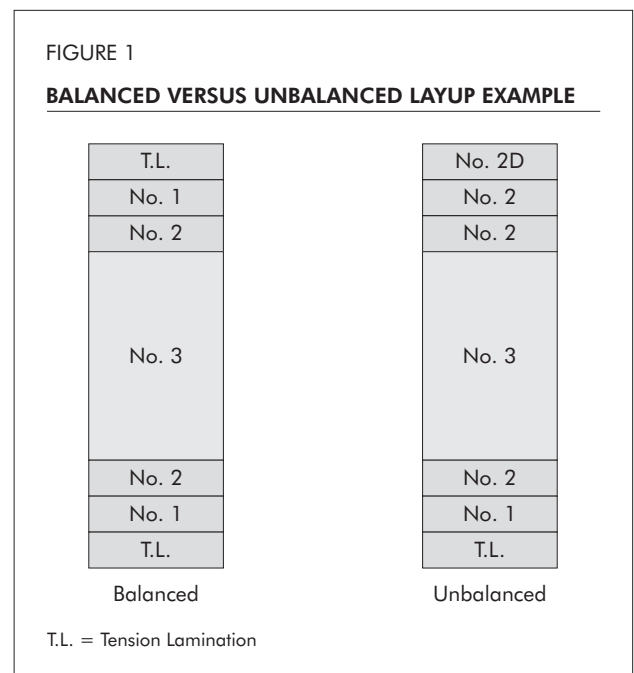 FIGURE 1
BALANCED VERSUS UNBALANCED LAYUP EXAMPLE
T.L.
No. 1
No. 2
No. 3
No. 2
No. 1
T.L.
Balanced
No. 2D
No. 2
No. 2
No. 3
No. 2
No. 1
T.L.
Unbalanced
T.L. = Tension Lamination